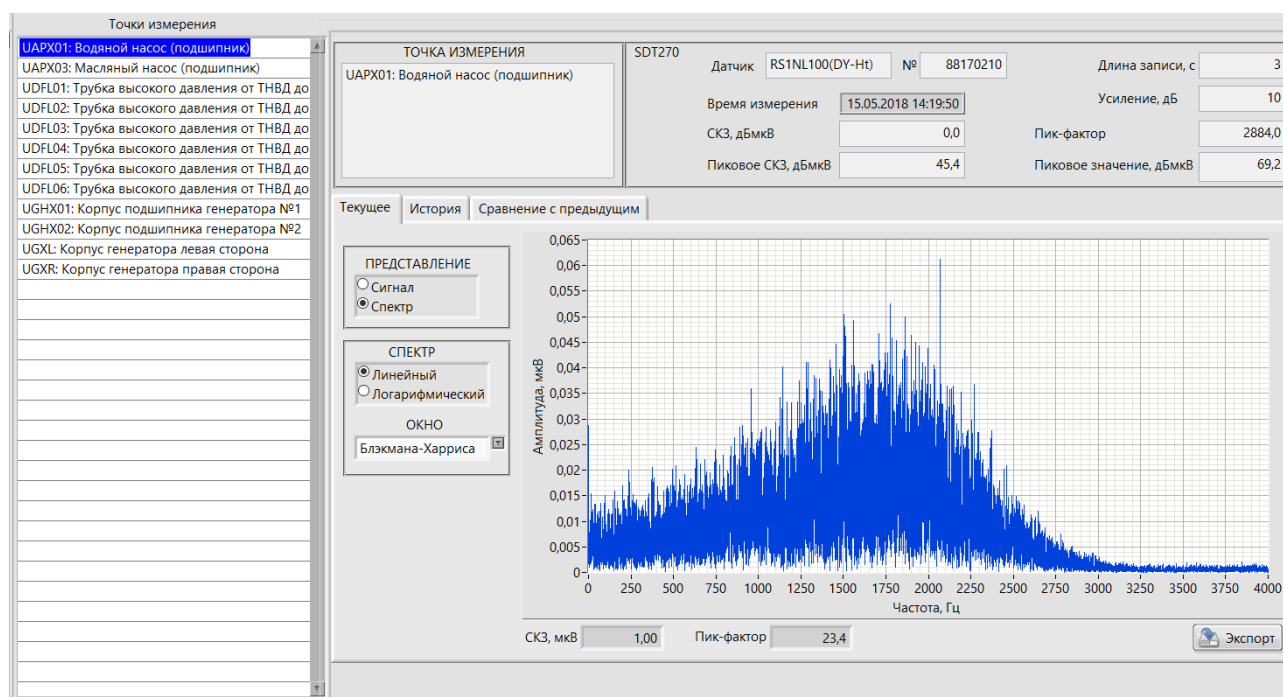 Точки измерения
UAPX01: Водяной насос (подшипник)
UAPX03: Масляный насос (подшипник)
UDFL01: Трубка высокого давления от ТНВД до
UDFL02: Трубка высокого давления от ТНВД до
UDFL03: Трубка высокого давления от ТНВД до
UDFL04: Трубка высокого давления от ТНВД до
UDFL05: Трубка высокого давления от ТНВД до
UDFL06: Трубка высокого давления от ТНВД до
UGHX01: Корпус подшипника генератора №1
UGHX02: Корпус подшипника генератора №2
UGXL: Корпус генератора левая сторона
UGXR: Корпус генератора правая сторона
ТОЧКА ИЗМЕРЕНИЯ
UAPX01: Водяной насос (подшипник)
SDT270
Датчик RS1NL100(DY-Ht) № 88170210 Длина записи, с 3
Время измерения 15.05.2018 14:19:50 Усиление, дБ 10
СКЗ, дБмкВ 0,0 Пик-фактор 2884,0
Пиковое СКЗ, дБмкВ 45,4 Пиковое значение, дБмкВ 69,2
Текущее История Сравнение с предыдущим
ПРЕДСТАВЛЕНИЕ
Сигнал
Спектр
СПЕКТР
Линейный
Логарифмический
ОКНО
Блэкмана-Харриса
Амплитуда, мкВ
0,065
0,06
0,055
0,05
0,045
0,04
0,035
0,03
0,025
0,02
0,015
0,01
0,005
0
0 250 500 750 1000 1250 1500 1750 2000 2250 2500 2750 3000 3250 3500 3750 4000
Частота, Гц
СКЗ, мкВ 1,00 Пик-фактор 23,4 Экспорт